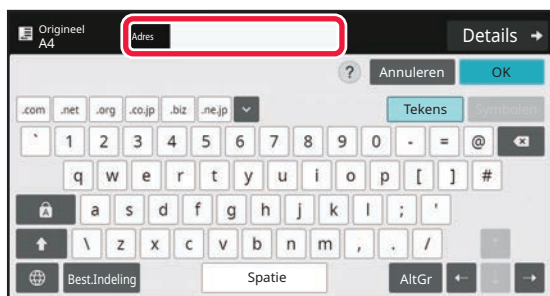 Origineel
A4
Adres
Details
? Annuleren OK
.com .net .org .co.jp .biz .ne.jp Tekens Symbolen
` 1 2 3 4 5 6 7 8 9 0 - = @
q w e r t y u i o p [ ] #
a s d f g h j k l ; '
\ z x c v b n m , . /
Best.Indeling Spatie AltGr